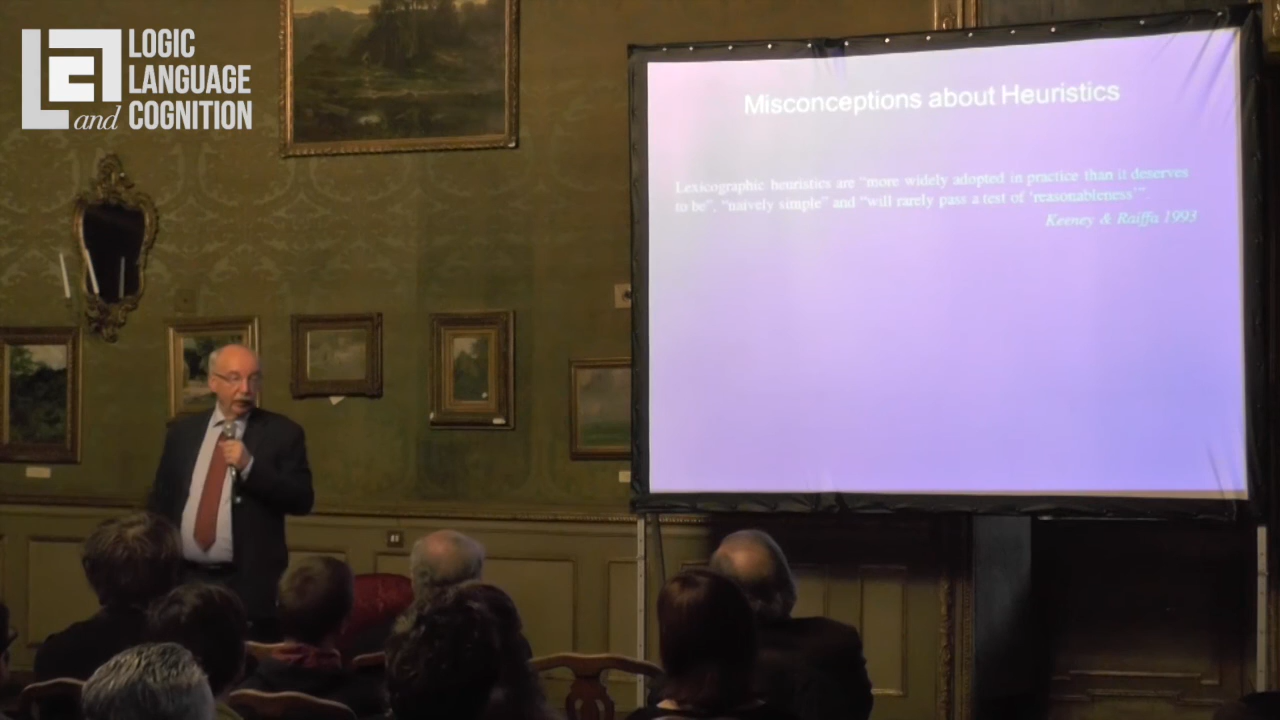 LOGIC
LANGUAGE
and COGNITION
Misconceptions about Heuristics
Lexicographic heuristics are “more widely adopted in practice than it deserves
to be”, “naively simple” and “will rarely pass a test of ‘reasonableness’”.
Keeney & Raiffa 1993